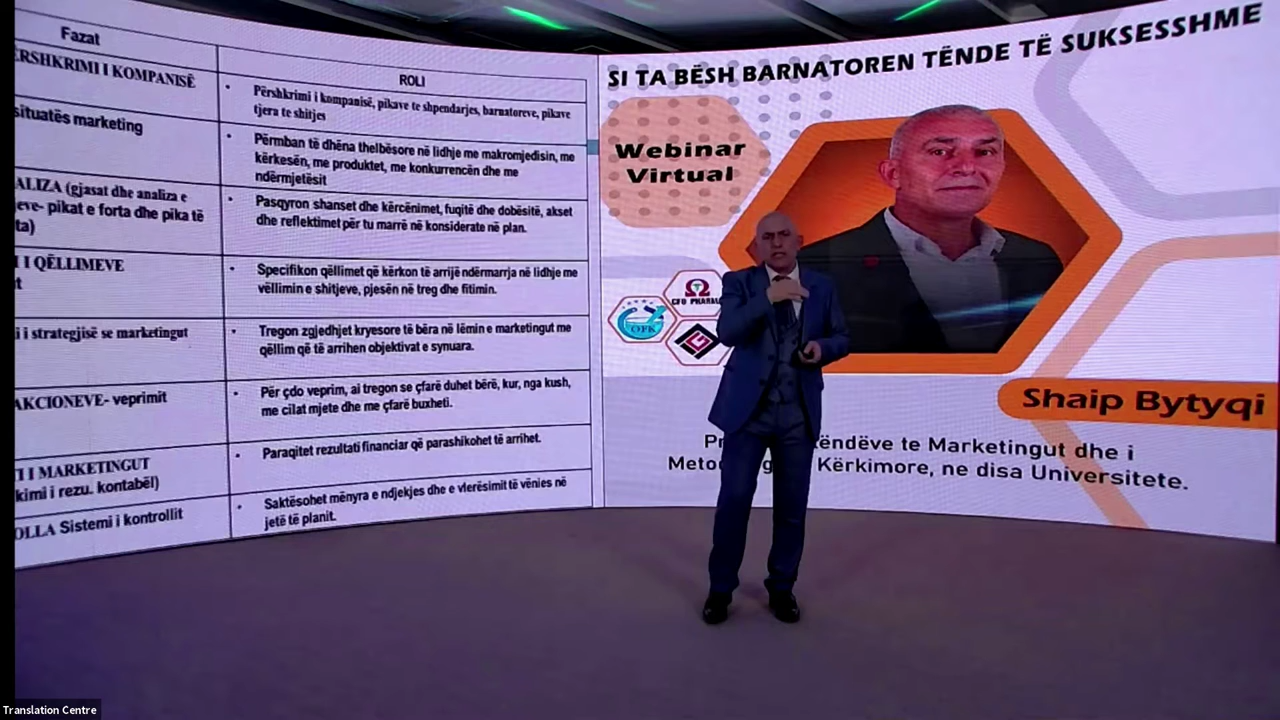 Fazat
ROLI
RSHKRIMI I KOMPANISË
Përshkrimi i kompanisë, pikave te shpendarjes, barnatoreve, pikave
tjera te shitjes
situatës marketing
Përmban të dhëna thelbësore në lidhje me makromjedisin, me
kërkesën, me produktet, me konkurrencën dhe me
ndërmjetësit
ALIZA (gjasat dhe analiza e
eve- pikat e forta dhe pika të
ta)
Pasqyron shanset dhe kërcënimet, fuqitë dhe dobësitë, akset
dhe reflektimet për tu marrë në konsiderate në plan.
I I QËLLIMEVE
t
Specifikon qëllimet që kërkon të arrijë ndërmarrja në lidhje me
vëllimin e shitjeve, pjesën në treg dhe fitimin.
i i strategjisë se marketingut
Tregon zgjedhjet kryesore të bëra në lëmin e marketingut me
qëllim që të arrihen objektivat e synuara.
AKCIONEVE- veprimit
Për çdo veprim, ai tregon se çfarë duhet bërë, kur, nga kush,
me cilat mjete dhe me çfarë buxheti.
I I MARKETINGUT
kimi i rezu. kontabël)
Paraqitet rezultati financiar që parashikohet të arrihet.
OLLA Sistemi i kontrollit
Saktësohet mënyra e ndjekjes dhe e vlerësimit të vënies në
jetë të planit.
SI TA BËSH BARNATOREN TËNDE TË SUKSESSHME
Webinar
Virtual
CFO PHARMA
OFK
Shaip Bytyqi
Pr ëndëve te Marketingut dhe i
Meto g Kërkimore, ne disa Universitete.
Translation Centre